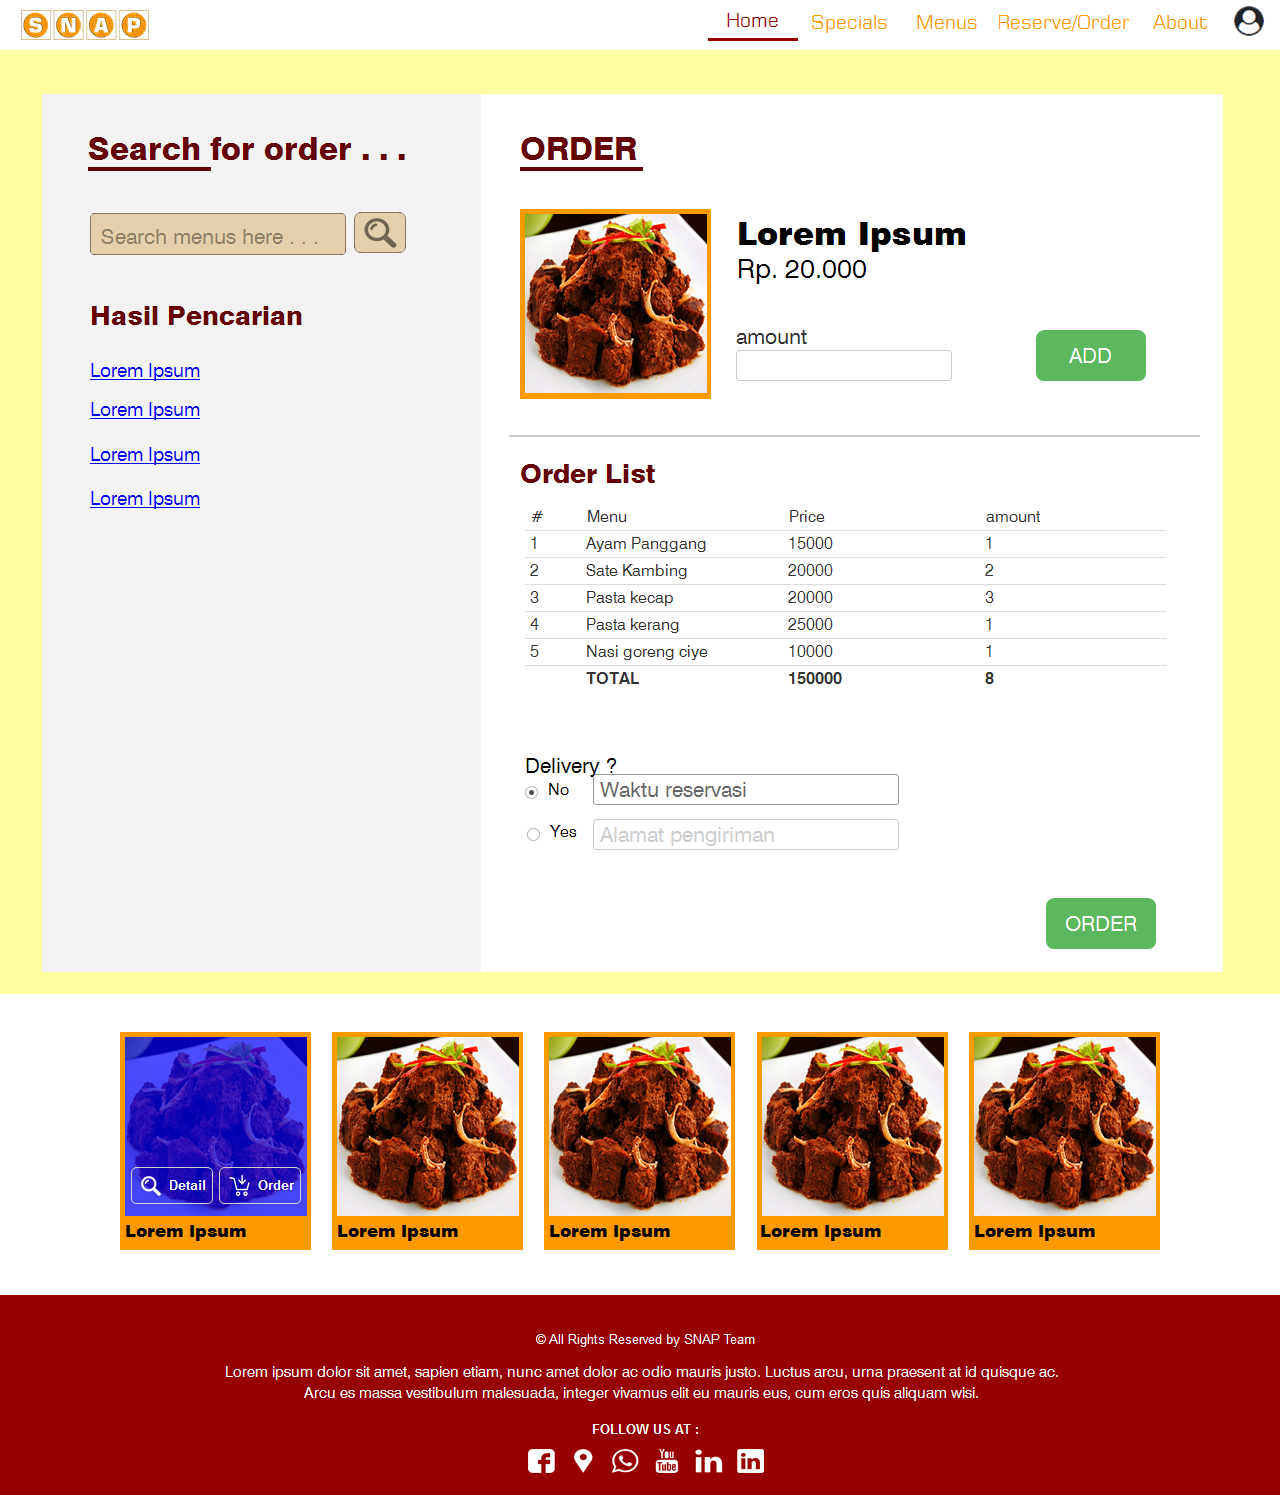 SNAP
Home Specials Menus Reserve/Order About
Search for order . . .
Search menus here . . .
Hasil Pencarian
Lorem Ipsum
Lorem Ipsum
Lorem Ipsum
Lorem Ipsum
ORDER
Lorem Ipsum
Rp. 20.000
amount
ADD
Order List
# Menu Price amount
1 Ayam Panggang 15000 1
2 Sate Kambing 20000 2
3 Pasta kecap 20000 3
4 Pasta kerang 25000 1
5 Nasi goreng ciye 10000 1
TOTAL 150000 8
Delivery ?
No Waktu reservasi
Yes Alamat pengiriman
ORDER
Detail Order
Lorem Ipsum Lorem Ipsum Lorem Ipsum Lorem Ipsum Lorem Ipsum
© All Rights Reserved by SNAP Team
Lorem ipsum dolor sit amet, sapien etiam, nunc amet dolor ac odio mauris justo. Luctus arcu, urna praesent at id quisque ac.
Arcu es massa vestibulum malesuada, integer vivamus elit eu mauris eus, cum eros quis aliquam wisi.
FOLLOW US AT :
You
Tube
in in